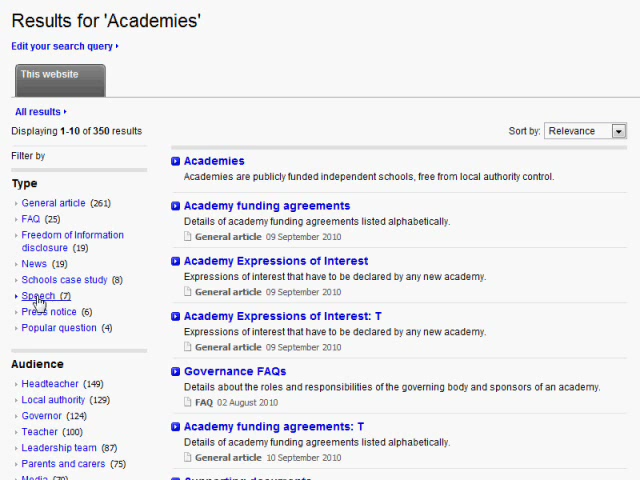 Results for 'Academies'
Edit your search query
This website
All results
Displaying 1-10 of 350 results
Sort by: Relevance
Filter by
Type
General article (261)
FAQ (25)
Freedom of Information
disclosure (19)
News (19)
Schools case study (8)
Speech (7)
Press notice (6)
Popular question (4)
Audience
Headteacher (149)
Local authority (129)
Governor (124)
Teacher (100)
Leadership team (87)
Parents and carers (75)
Media (70)
Academies
Academies are publicly funded independent schools, free from local authority control.
Academy funding agreements
Details of academy funding agreements listed alphabetically.
General article 09 September 2010
Academy Expressions of Interest
Expressions of interest that have to be declared by any new academy.
General article 09 September 2010
Academy Expressions of Interest: T
Expressions of interest that have to be declared by any new academy.
General article 09 September 2010
Governance FAQs
Details about the roles and responsibilities of the governing body and sponsors of an academy.
FAQ 02 August 2010
Academy funding agreements: T
Details of academy funding agreements listed alphabetically.
General article 10 September 2010
Supporting documents